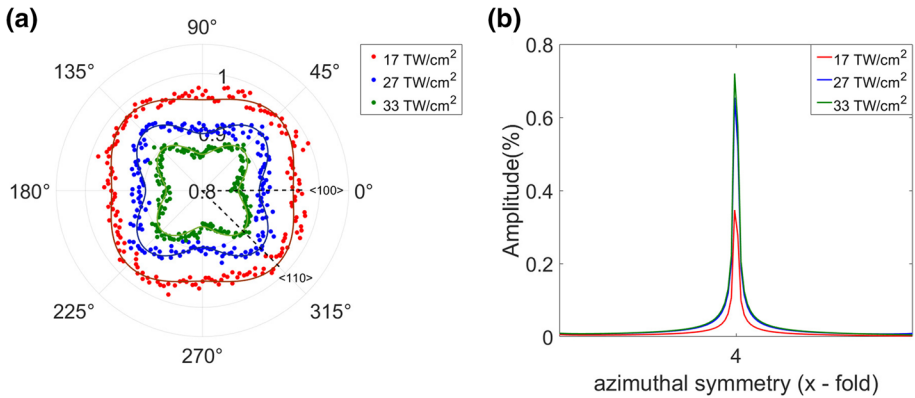 (a)
90°
135°
45°
1
0.9
180°
0.8
<100>
0°
<110>
225°
315°
270°
17 TW/cm²
27 TW/cm²
33 TW/cm²
(b)
0.8
0.6
0.4
0.2
0
Amplitude(%)
4
azimuthal symmetry (x - fold)
17 TW/cm²
27 TW/cm²
33 TW/cm²